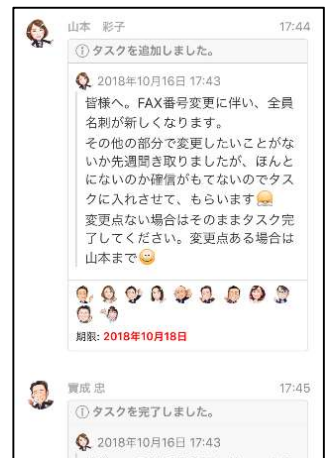 山本 彩子 17:44
ⓘ タスクを追加しました。
2018年10月16日 17:43
皆様へ。FAX番号変更に伴い、全員
名刺が新しくなります。
その他の部分で変更したいことがな
いか先週聞き取りましたが、ほんと
にないのか確信がもてないのでタス
クに入れさせて、もらいます
変更点ない場合はそのままタスク完
了してください。変更点ある場合は
山本まで
期限: 2018年10月18日
實成 忠 17:45
ⓘ タスクを完了しました。
2018年10月16日 17:43